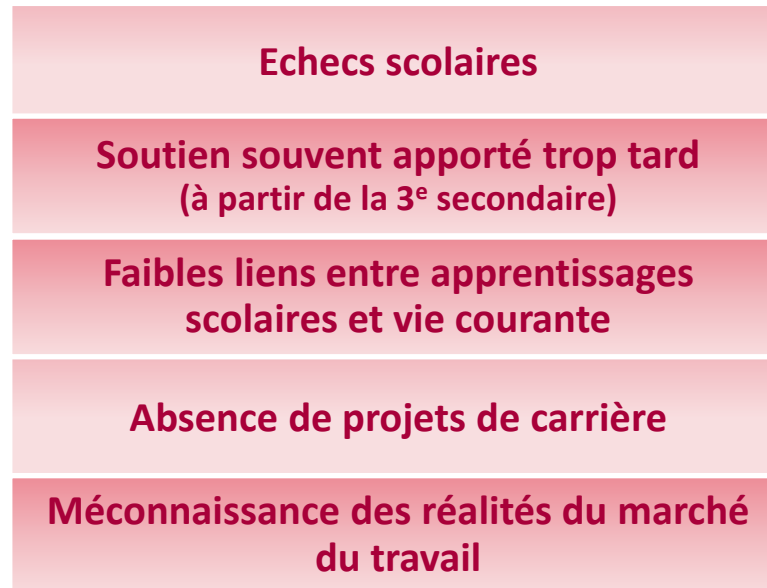 Echecs scolaires
Soutien souvent apporté trop tard
(à partir de la 3e secondaire)
Faibles liens entre apprentissages
scolaires et vie courante
Absence de projets de carrière
Méconnaissance des réalités du marché
du travail